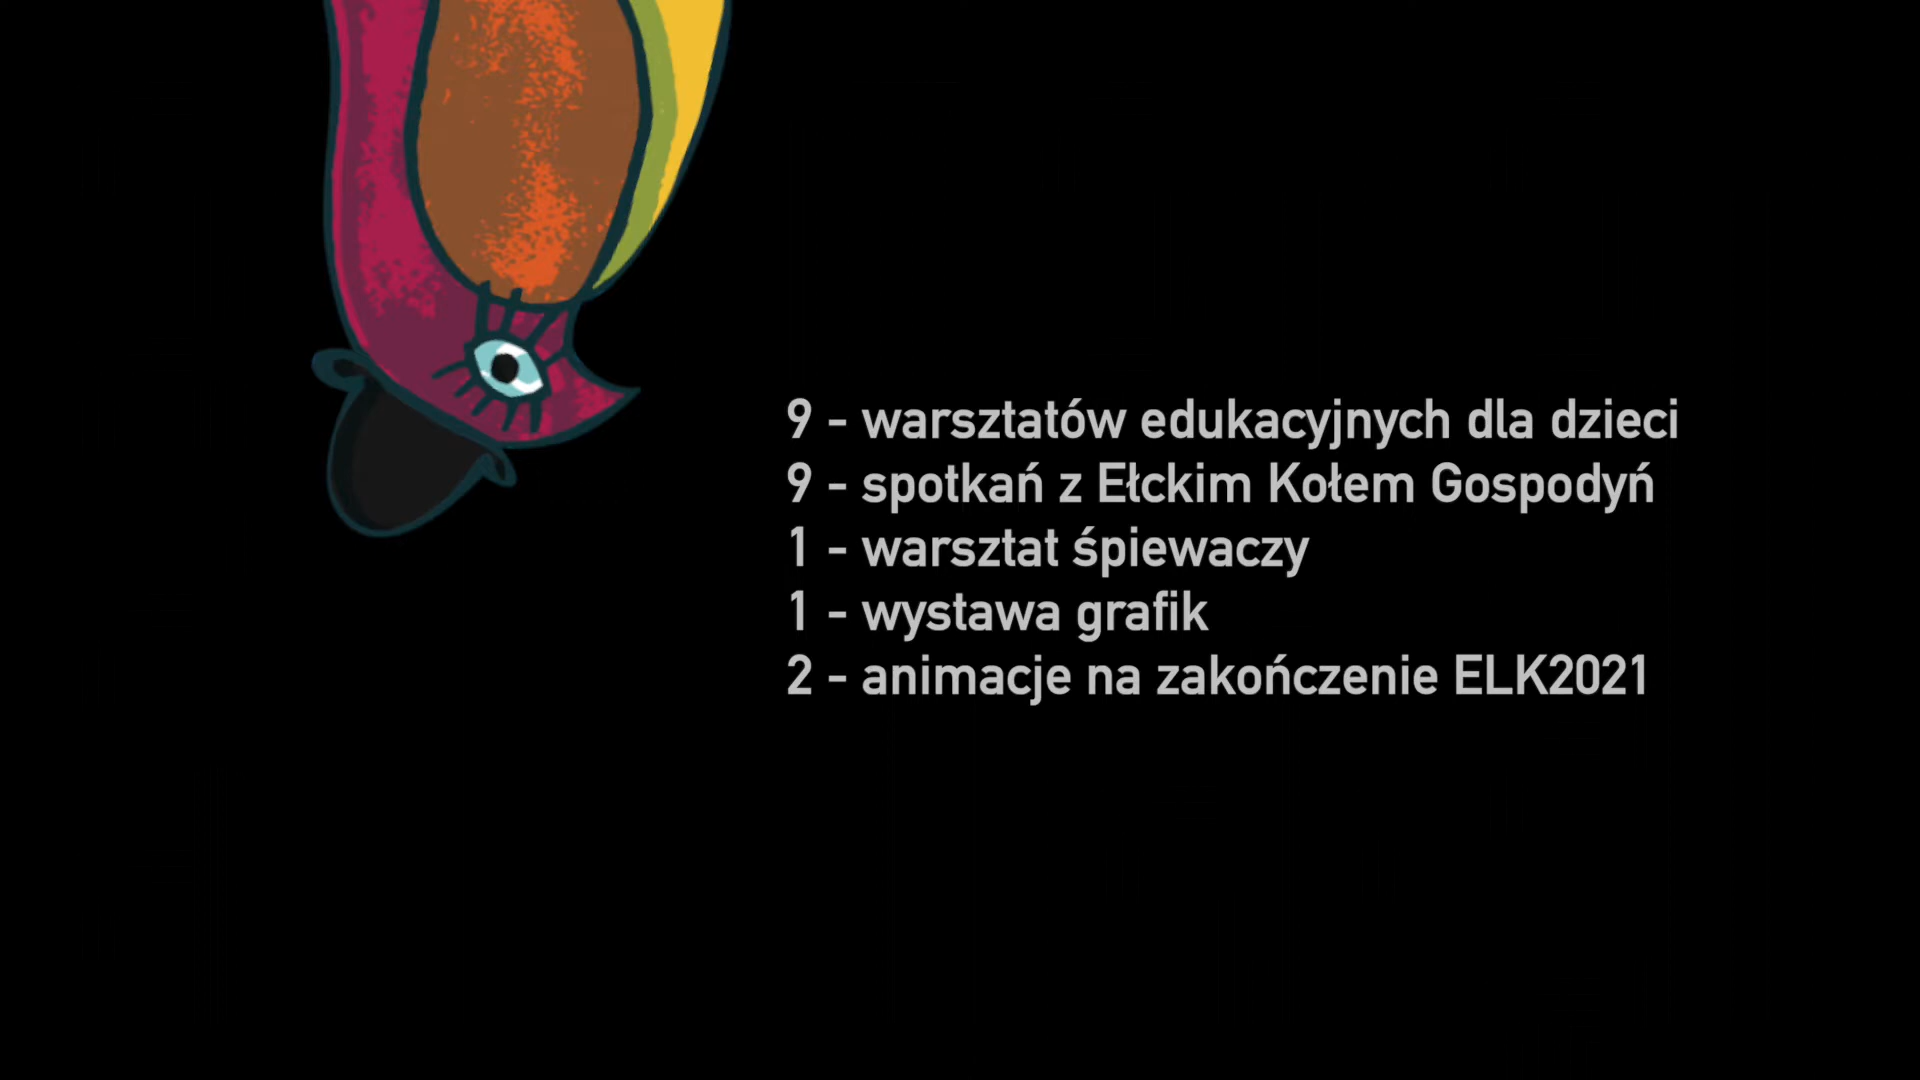 9 - warsztatów edukacyjnych dla dzieci
9 - spotkań z Ełckim Kołem Gospodyń
1 - warsztat śpiewaczy
1 - wystawa grafik
2 - animacje na zakończenie ELK2021